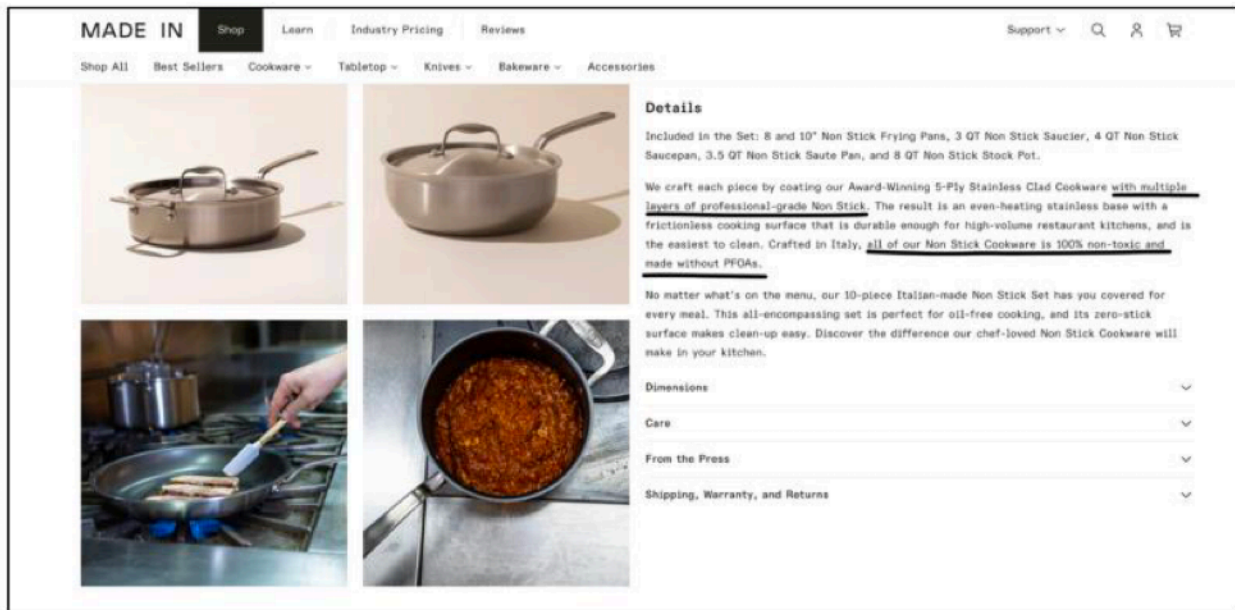 MADE IN Shop Learn Industry Pricing Reviews Support
Shop All Best Sellers Cookware Tabletop Knives Bakeware Accessories
Details
Included in the Set: 8 and 10" Non Stick Frying Pans, 3 QT Non Stick Saucier, 4 QT Non Stick
Saucepan, 3.5 QT Non Stick Saute Pan, and 8 QT Non Stick Stock Pot.
We craft each piece by coating our Award-Winning 5-Ply Stainless Clad Cookware with multiple
layers of professional-grade Non Stick. The result is an even-heating stainless base with a
frictionless cooking surface that is durable enough for high-volume restaurant kitchens, and is
the easiest to clean. Crafted in Italy, all of our Non Stick Cookware is 100% non-toxic and
made without PFOAs.
No matter what's on the menu, our 10-piece Italian-made Non Stick Set has you covered for
every meal. This all-encompassing set is perfect for oil-free cooking, and its zero-stick
surface makes clean-up easy. Discover the difference our chef-loved Non Stick Cookware will
make in your kitchen.
Dimensions
Care
From the Press
Shipping, Warranty, and Returns